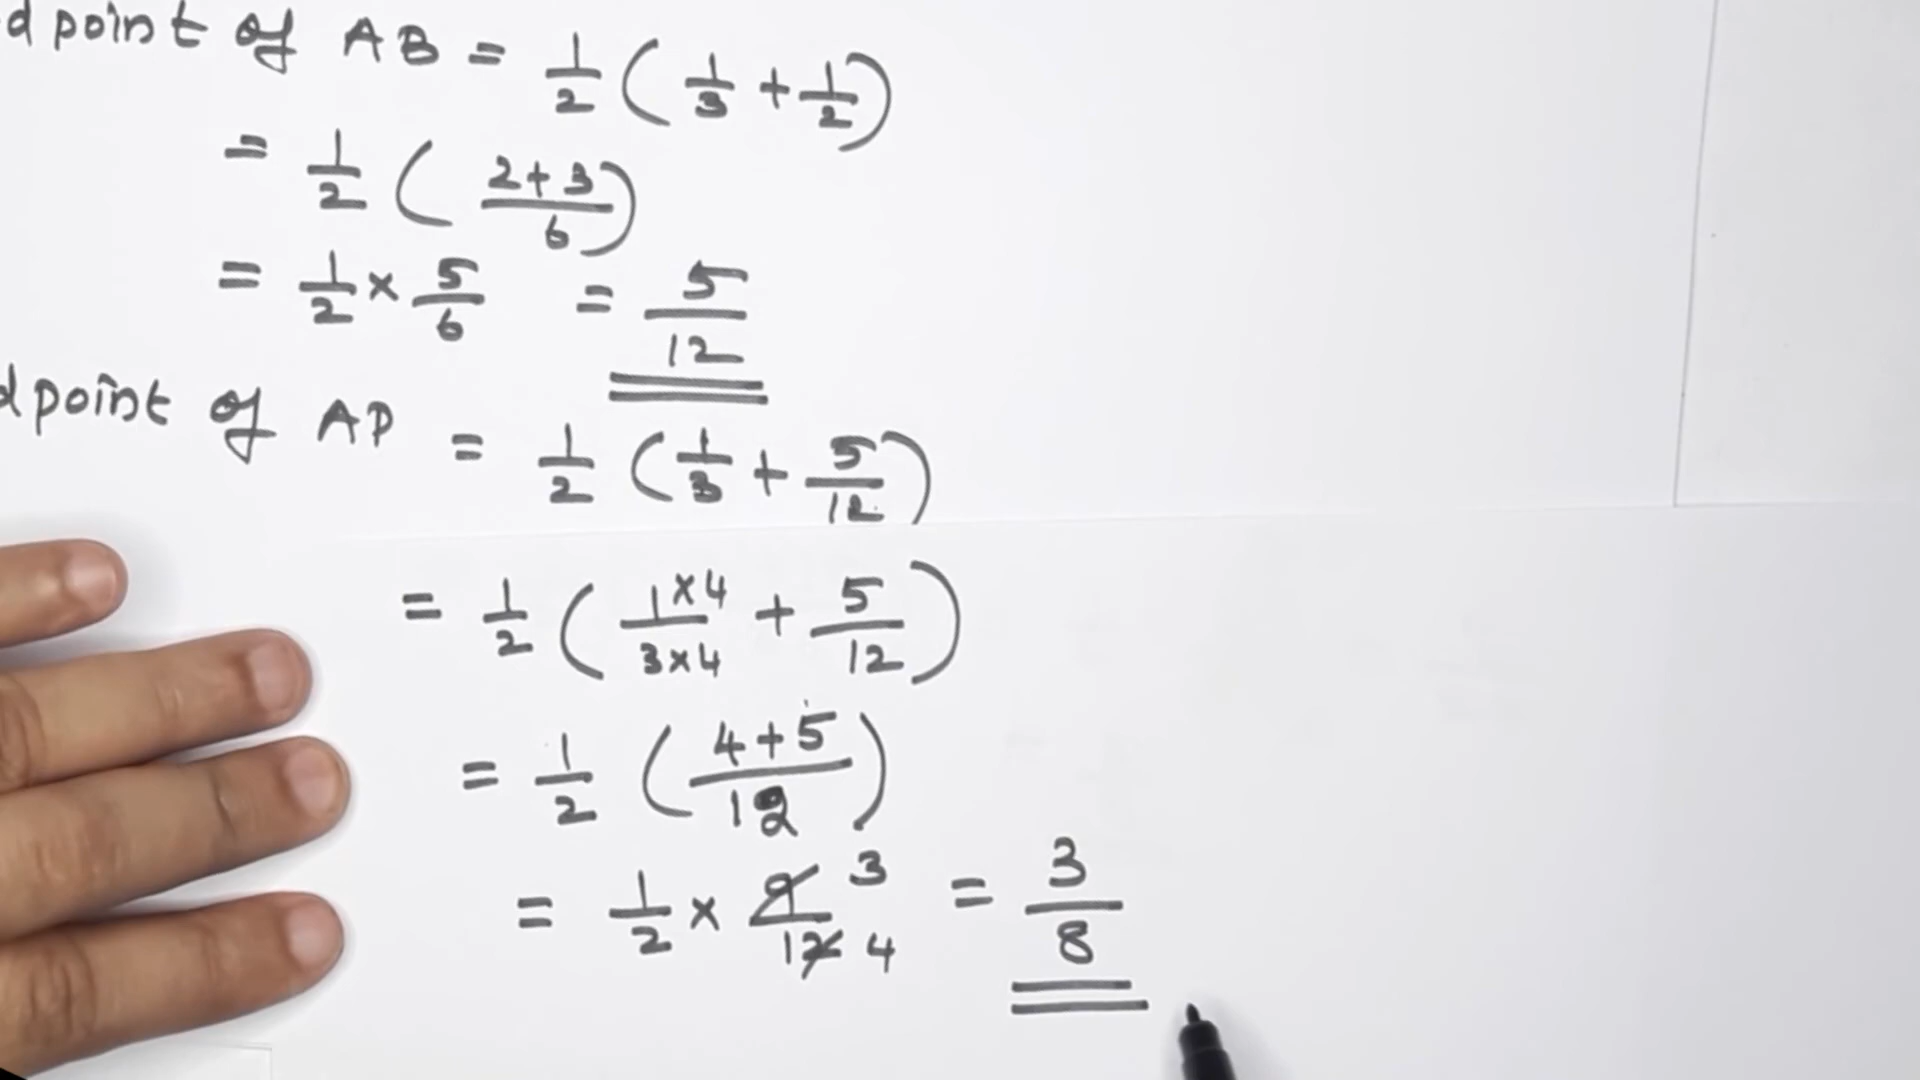 dpoint of AB = 1/2 ( 1/3 + 1/2 )
= 1/2 ( 2+3/6 )
= 1/2 × 5/6 = 5/12
dpoint of AP = 1/2 ( 1/3 + 5/12 )
= 1/2 ( 1×4/3×4 + 5/12 )
= 1/2 ( 4+5/12 )
= 1/2 × 9/12 3/4 = 3/8